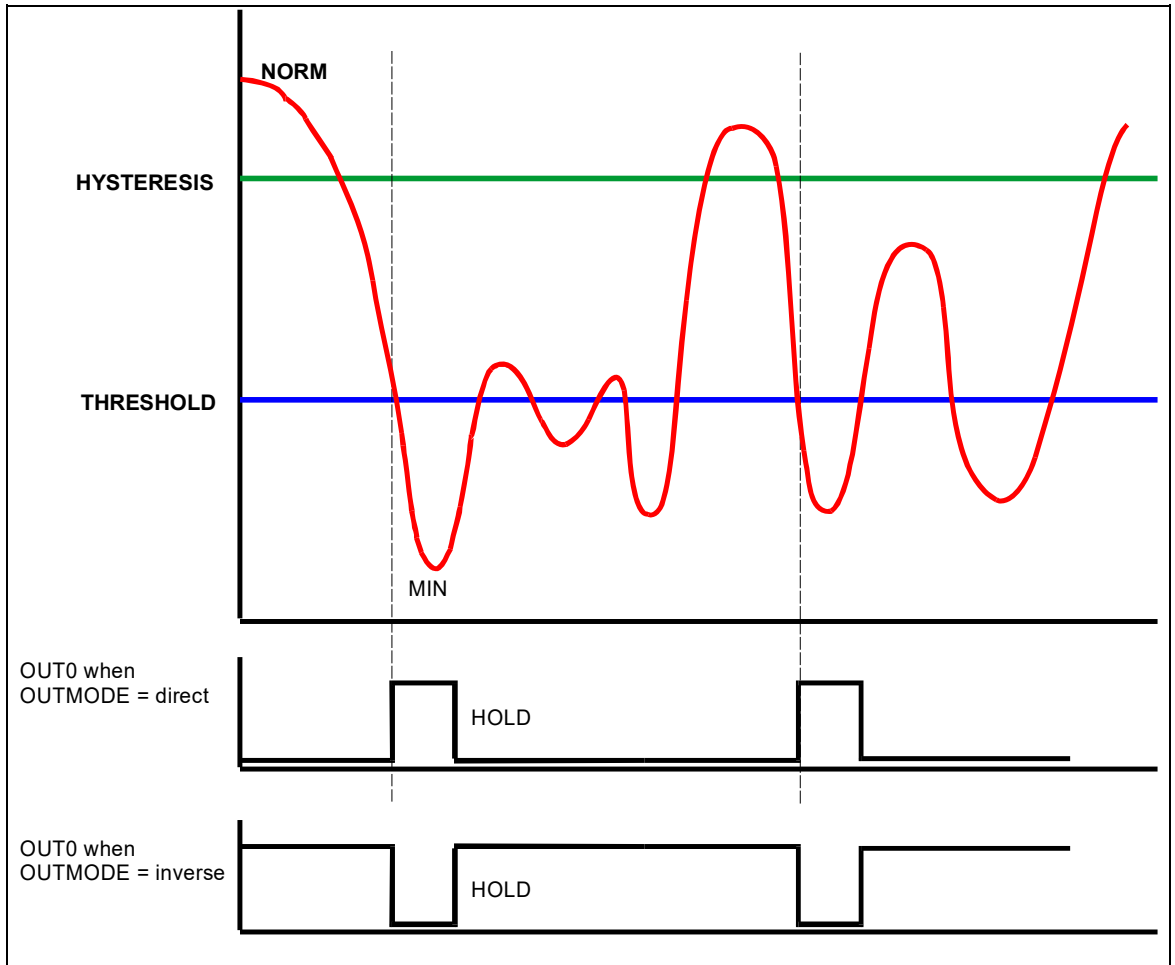 NORM
HYSTERESIS
THRESHOLD
MIN
OUT0 when
OUTMODE = direct
HOLD
OUT0 when
OUTMODE = inverse
HOLD